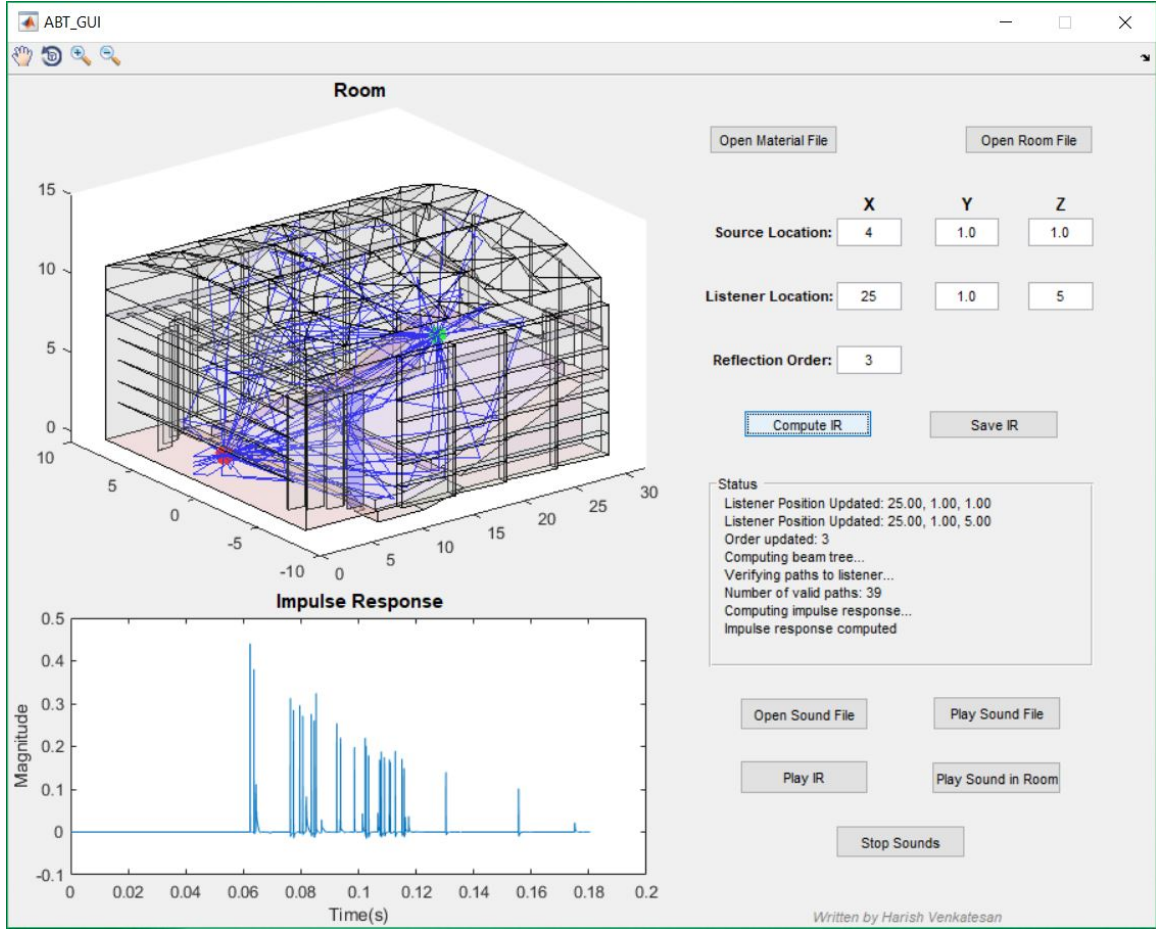 ABT_GUI
Room
15
10
5
0
10
5
0
-5
-10
0
5
10
15
20
25
30
Impulse Response
0.5
0.4
0.3
0.2
0.1
0
-0.1
Magnitude
0 0.02 0.04 0.06 0.08 0.1 0.12 0.14 0.16 0.18 0.2
Time(s)
Open Material File Open Room File
X Y Z
Source Location: 4 1.0 1.0
Listener Location: 25 1.0 5
Reflection Order: 3
Compute IR Save IR
Status
Listener Position Updated: 25.00, 1.00, 1.00
Listener Position Updated: 25.00, 1.00, 5.00
Order updated: 3
Computing beam tree...
Verifying paths to listener...
Number of valid paths: 39
Computing impulse response...
Impulse response computed
Open Sound File Play Sound File
Play IR Play Sound in Room
Stop Sounds
Written by Harish Venkatesan